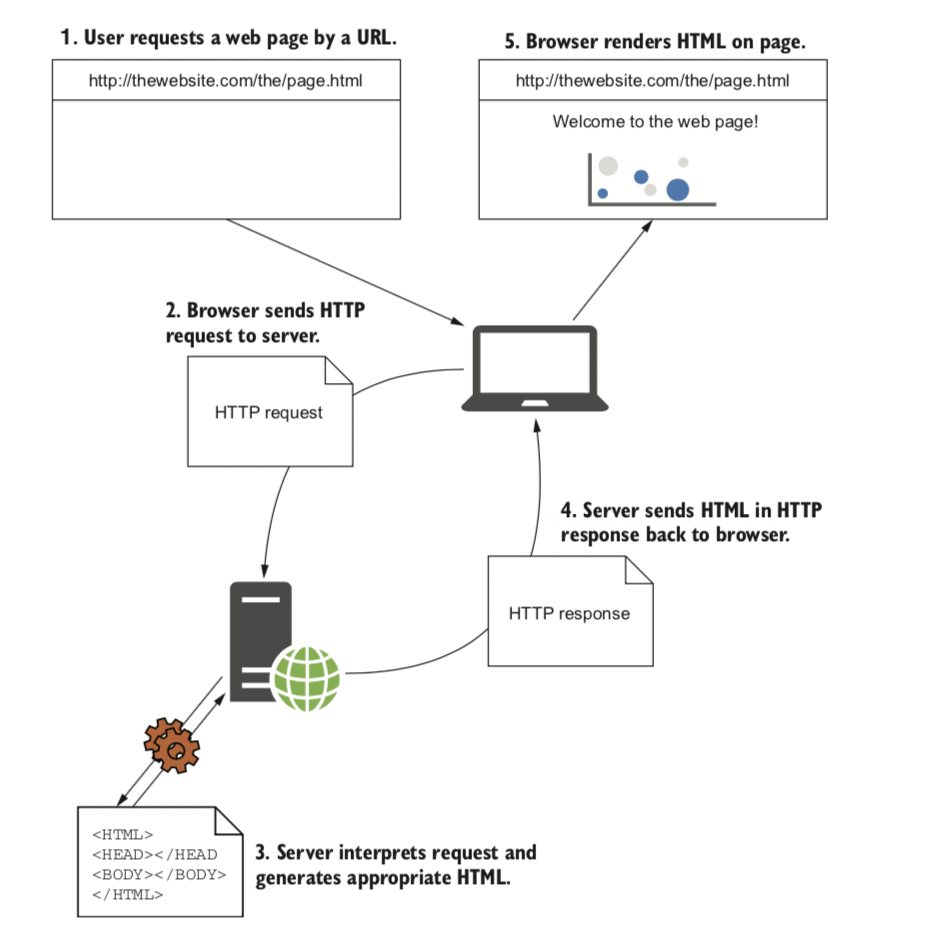 1. User requests a web page by a URL.
http://thewebsite.com/the/page.html
5. Browser renders HTML on page.
http://thewebsite.com/the/page.html
Welcome to the web page!
2. Browser sends HTTP
request to server.
HTTP request
4. Server sends HTML in HTTP
response back to browser.
HTTP response
<HTML>
<HEAD></HEAD
<BODY></BODY>
</HTML>
3. Server interprets request and
generates appropriate HTML.